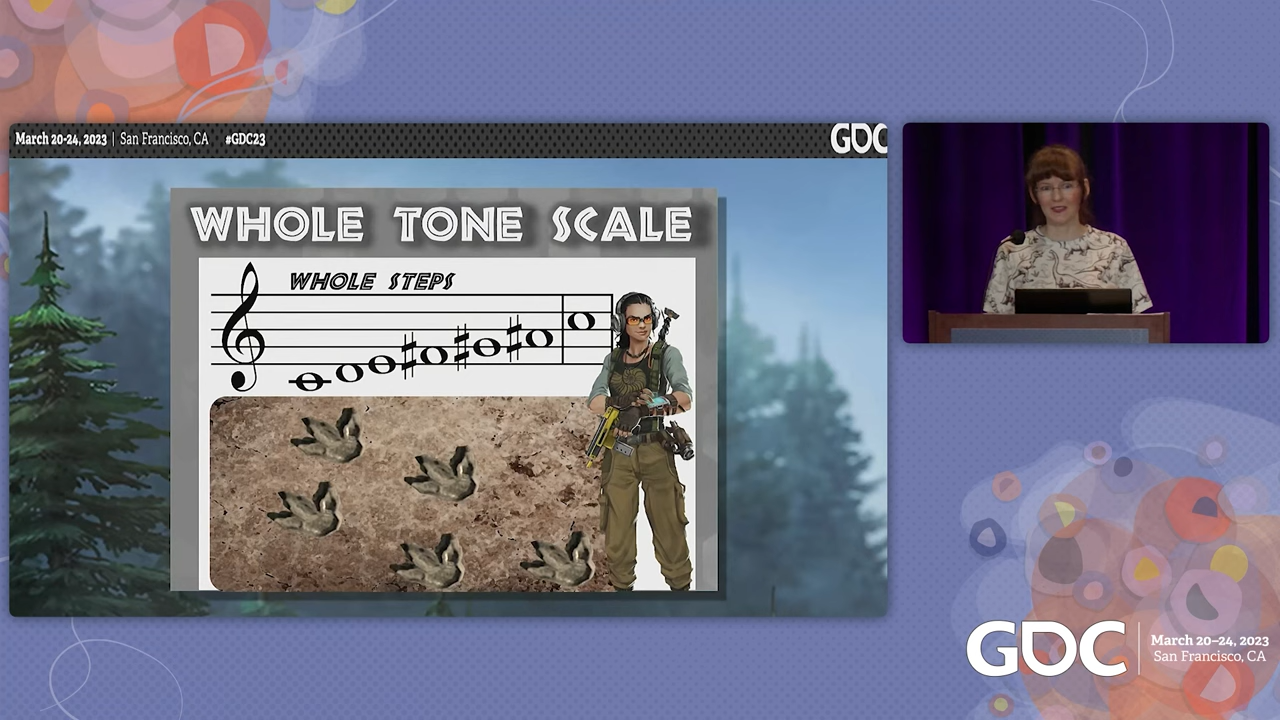 March 20-24, 2023 | San Francisco, CA #GDC23
GDC
WHOLE TONE SCALE
WHOLE STEPS
GDC
March 20–24, 2023
San Francisco, CA